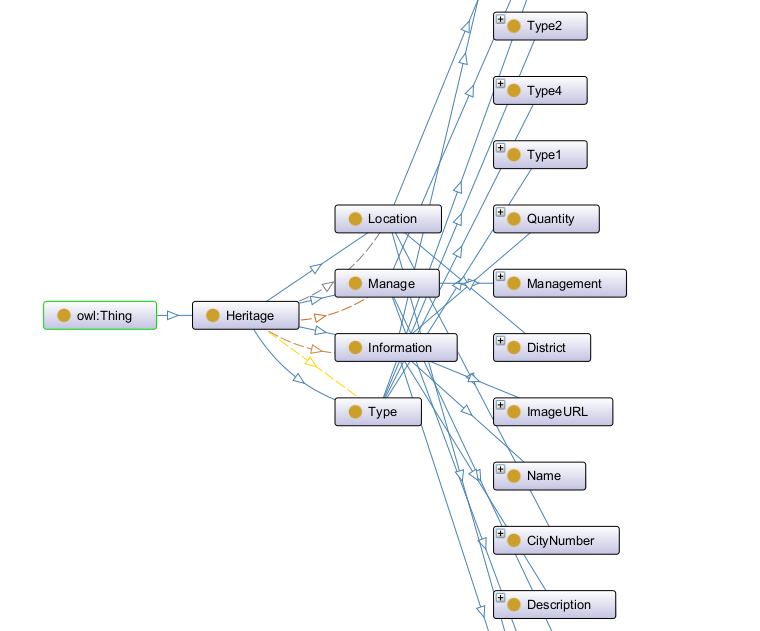 owl:Thing
Heritage
Location
Manage
Information
Type
Type2
Type4
Type1
Quantity
Management
District
ImageURL
Name
CityNumber
Description